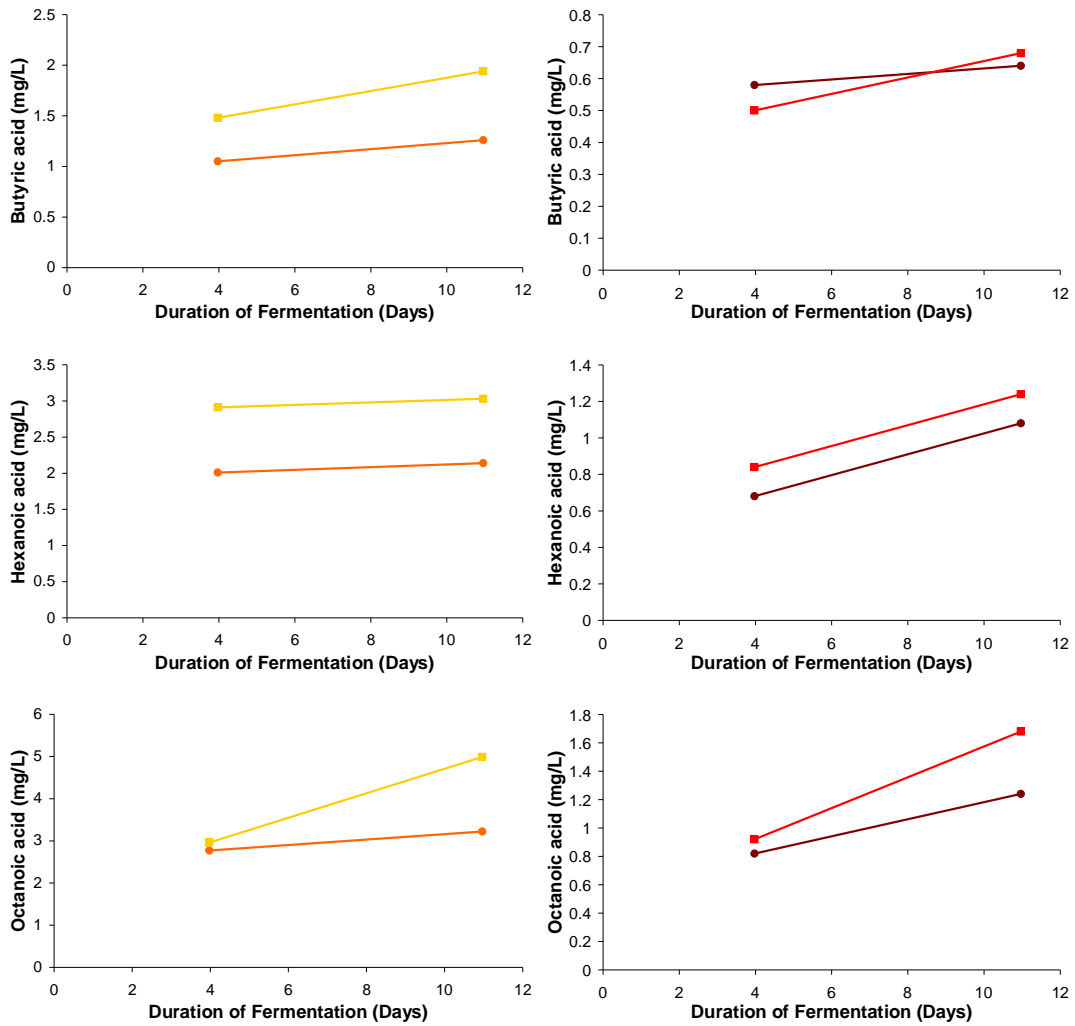 Butyric acid (mg/L)
2.5
2
1.5
1
0.5
0
0 2 4 6 8 10 12
Duration of Fermentation (Days)
Butyric acid (mg/L)
0.8
0.7
0.6
0.5
0.4
0.3
0.2
0.1
0
0 2 4 6 8 10 12
Duration of Fermentation (Days)
Hexanoic acid (mg/L)
3.5
3
2.5
2
1.5
1
0.5
0
0 2 4 6 8 10 12
Duration of Fermentation (Days)
Hexanoic acid (mg/L)
1.4
1.2
1
0.8
0.6
0.4
0.2
0
0 2 4 6 8 10 12
Duration of Fermentation (Days)
Octanoic acid (mg/L)
6
5
4
3
2
1
0
0 2 4 6 8 10 12
Duration of Fermentation (Days)
Octanoic acid (mg/L)
1.8
1.6
1.4
1.2
1
0.8
0.6
0.4
0.2
0
0 2 4 6 8 10 12
Duration of Fermentation (Days)